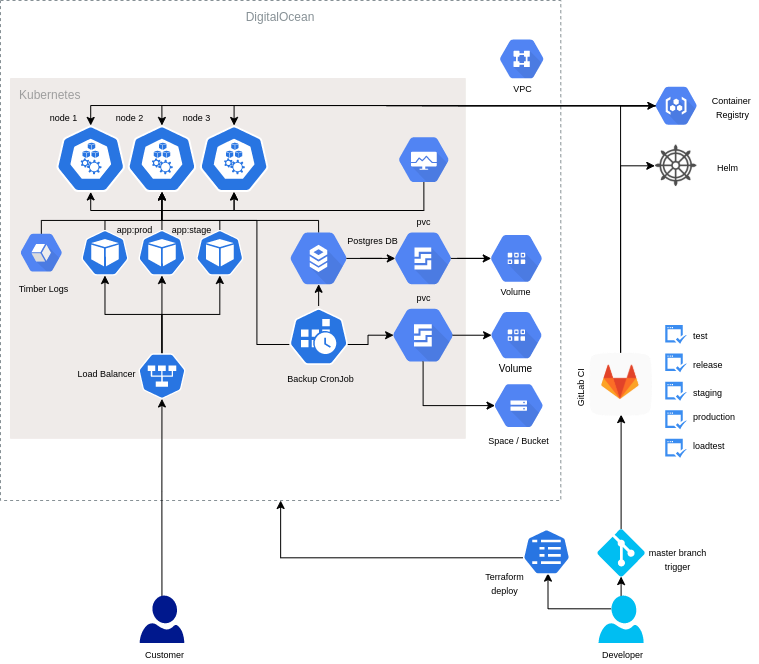 DigitalOcean
VPC
Kubernetes
Container
Registry
node 1
node 2
node 3
Helm
pvc
app:prod
app:stage
Postgres DB
Timber Logs
Volume
pvc
test
release
Volume
Load Balancer
Backup CronJob
GitLab CI
staging
production
Space / Bucket
loadtest
master branch
trigger
Terraform
deploy
Customer
Developer